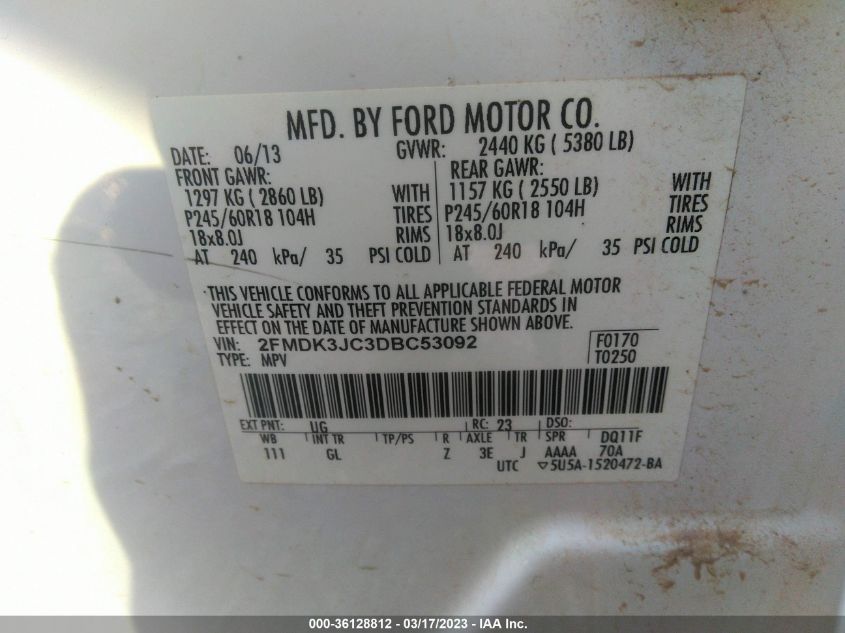 MFD. BY FORD MOTOR CO.
DATE: 06/13 GVWR: 2440 KG ( 5380 LB)
FRONT GAWR: REAR GAWR:
1297 KG ( 2860 LB) WITH 1157 KG ( 2550 LB) WITH
P245/60R18 104H TIRES P245/60R18 104H TIRES
18x8.0J RIMS 18x8.0J RIMS
AT 240 kPa/ 35 PSI COLD AT 240 kPa/ 35 PSI COLD
THIS VEHICLE CONFORMS TO ALL APPLICABLE FEDERAL MOTOR
VEHICLE SAFETY AND THEFT PREVENTION STANDARDS IN
EFFECT ON THE DATE OF MANUFACTURE SHOWN ABOVE.
VIN: 2FMDK3JC3DBC53092 F0170
TYPE: MPV T0250
EXT PNT: UG RC: 23 DSO:
WB INT TR TP/PS R AXLE TR SPR DQ11F
111 GL Z 3E J AAAA 70A
UTC ▽5U5A-1520472-BA
000-36128812 - 03/17/2023 - IAA Inc.